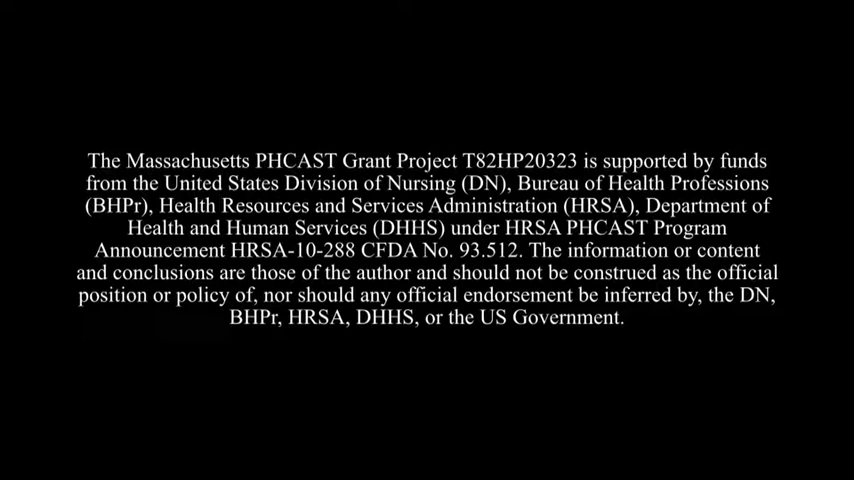 The Massachusetts PHCAST Grant Project T82HP20323 is supported by funds
from the United States Division of Nursing (DN), Bureau of Health Professions
(BHPr), Health Resources and Services Administration (HRSA), Department of
Health and Human Services (DHHS) under HRSA PHCAST Program
Announcement HRSA-10-288 CFDA No. 93.512. The information or content
and conclusions are those of the author and should not be construed as the official
position or policy of, nor should any official endorsement be inferred by, the DN,
BHPr, HRSA, DHHS, or the US Government.